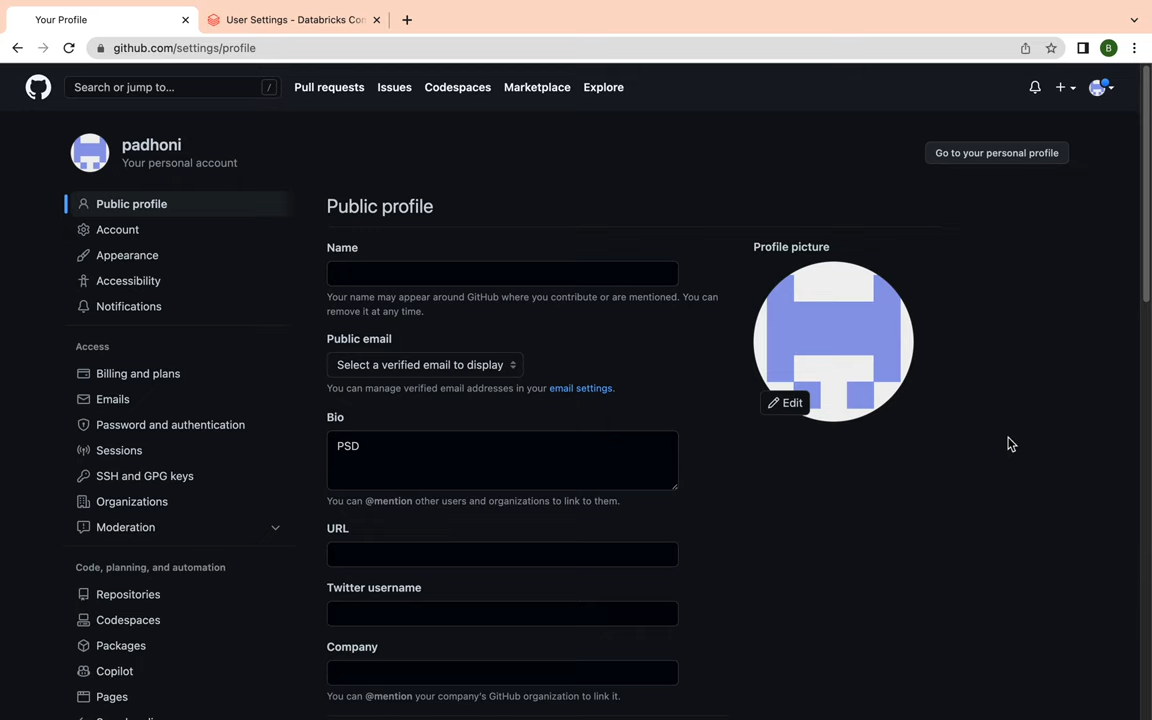 Your Profile
User Settings - Databricks Con
github.com/settings/profile
B
Search or jump to...
/
Pull requests
Issues
Codespaces
Marketplace
Explore
padhoni
Your personal account
Go to your personal profile
Public profile
Account
Appearance
Accessibility
Notifications
Access
Billing and plans
Emails
Password and authentication
Sessions
SSH and GPG keys
Organizations
Moderation
Code, planning, and automation
Repositories
Codespaces
Packages
Copilot
Pages
Public profile
Name
Your name may appear around GitHub where you contribute or are mentioned. You can
remove it at any time.
Public email
Select a verified email to display
You can manage verified email addresses in your email settings.
Bio
PSD
You can @mention other users and organizations to link to them.
URL
Twitter username
Company
You can @mention your company's GitHub organization to link it.
Profile picture
Edit